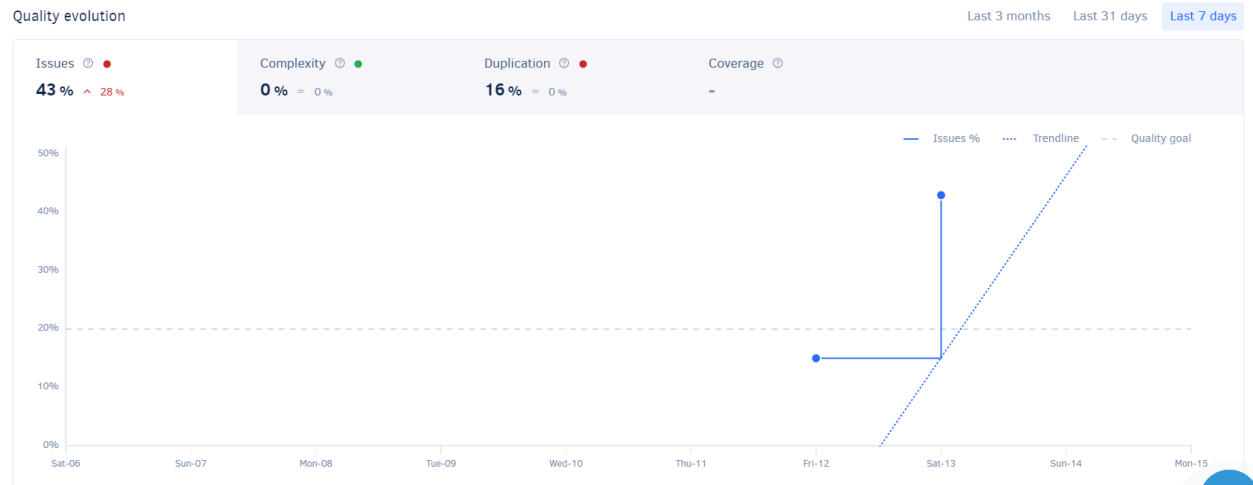 Quality evolution Last 3 months Last 31 days Last 7 days
Issues Complexity Duplication Coverage
43 % 28 % 0 % = 0 % 16 % = 0 % -
Issues % Trendline Quality goal
50%
40%
30%
20%
10%
0%
Sat-06 Sun-07 Mon-08 Tue-09 Wed-10 Thu-11 Fri-12 Sat-13 Sun-14 Mon-15